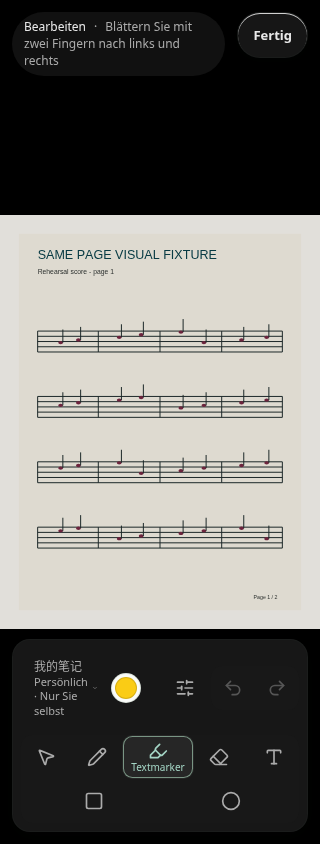 Bearbeiten · Blättern Sie mit
zwei Fingern nach links und
rechts
Fertig
SAME PAGE VISUAL FIXTURE
Rehearsal score - page 1
Page 1 / 2
我的笔记
Persönlich
· Nur Sie
selbst
Textmarker